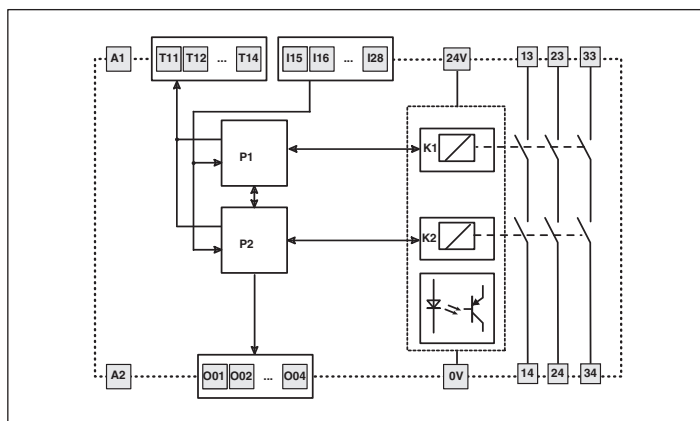 A1 T11 T12 ... T14 I15 I16 ... I28 24V 13 23 33
P1 K1
P2 K2
A2 O01 O02 ... O04 0V 14 24 34